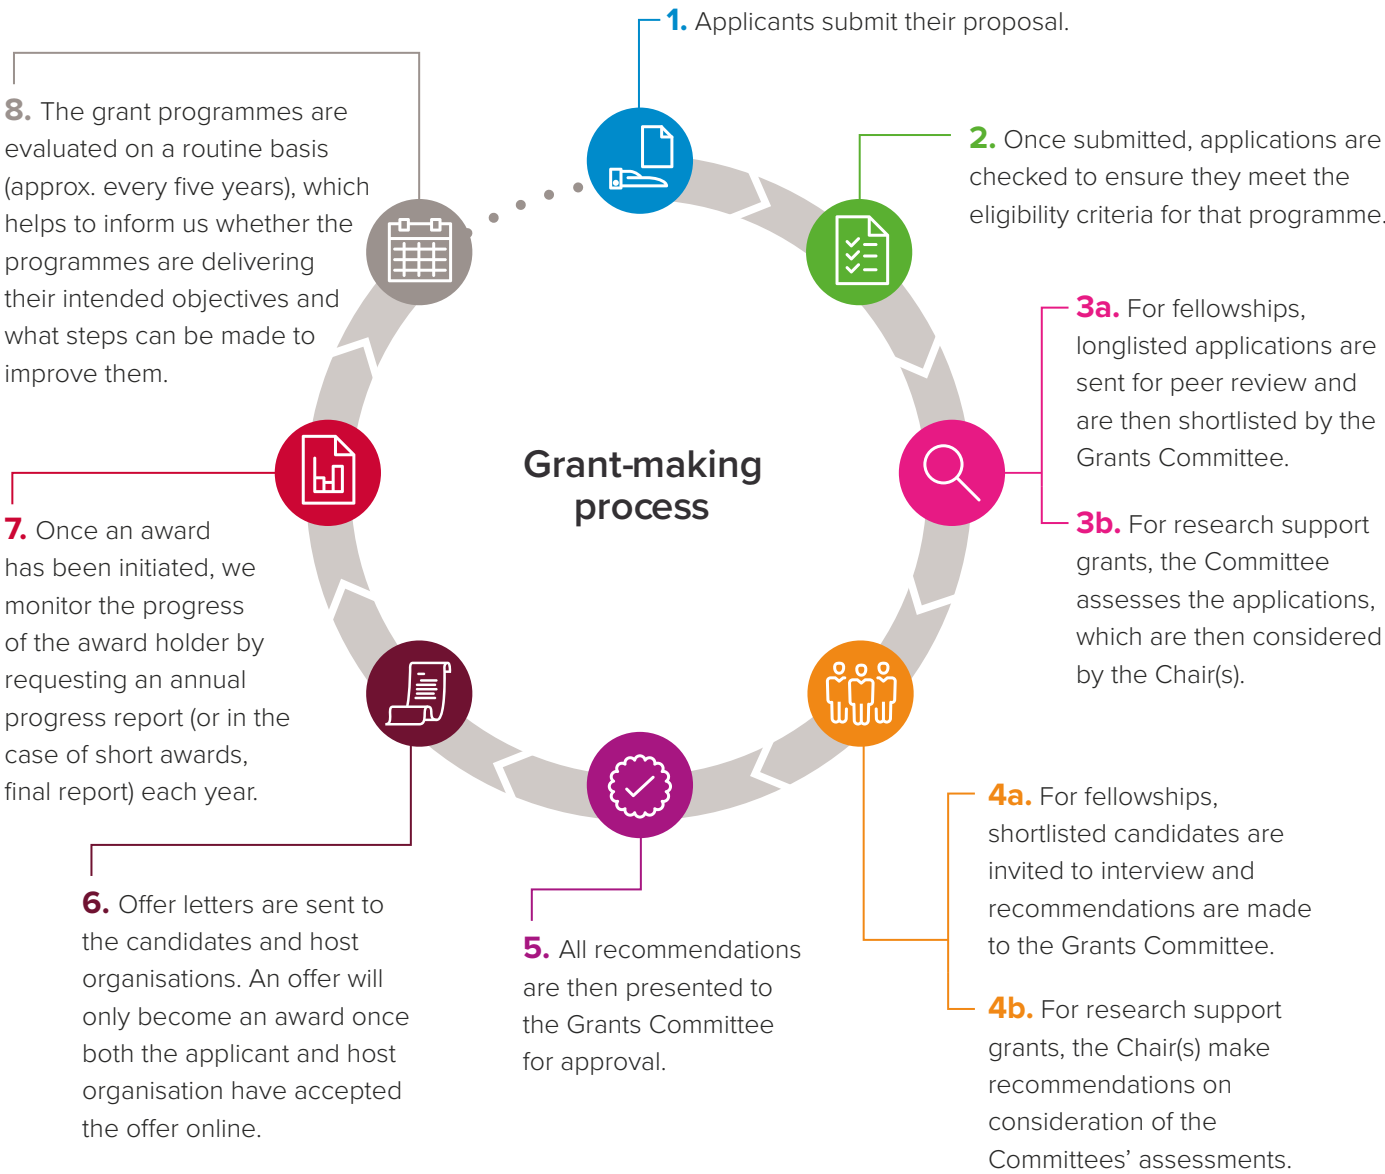 1. Applicants submit their proposal.
2. Once submitted, applications are
checked to ensure they meet the
eligibility criteria for that programme.
3a. For fellowships,
longlisted applications are
sent for peer review and
are then shortlisted by the
Grants Committee.
3b. For research support
grants, the Committee
assesses the applications,
which are then considered
by the Chair(s).
4a. For fellowships,
shortlisted candidates are
invited to interview and
recommendations are made
to the Grants Committee.
4b. For research support
grants, the Chair(s) make
recommendations on
consideration of the
Committees’ assessments.
5. All recommendations
are then presented to
the Grants Committee
for approval.
6. Offer letters are sent to
the candidates and host
organisations. An offer will
only become an award once
both the applicant and host
organisation have accepted
the offer online.
7. Once an award
has been initiated, we
monitor the progress
of the award holder by
requesting an annual
progress report (or in the
case of short awards,
final report) each year.
8. The grant programmes are
evaluated on a routine basis
(approx. every five years), which
helps to inform us whether the
programmes are delivering
their intended objectives and
what steps can be made to
improve them.
Grant-making
process